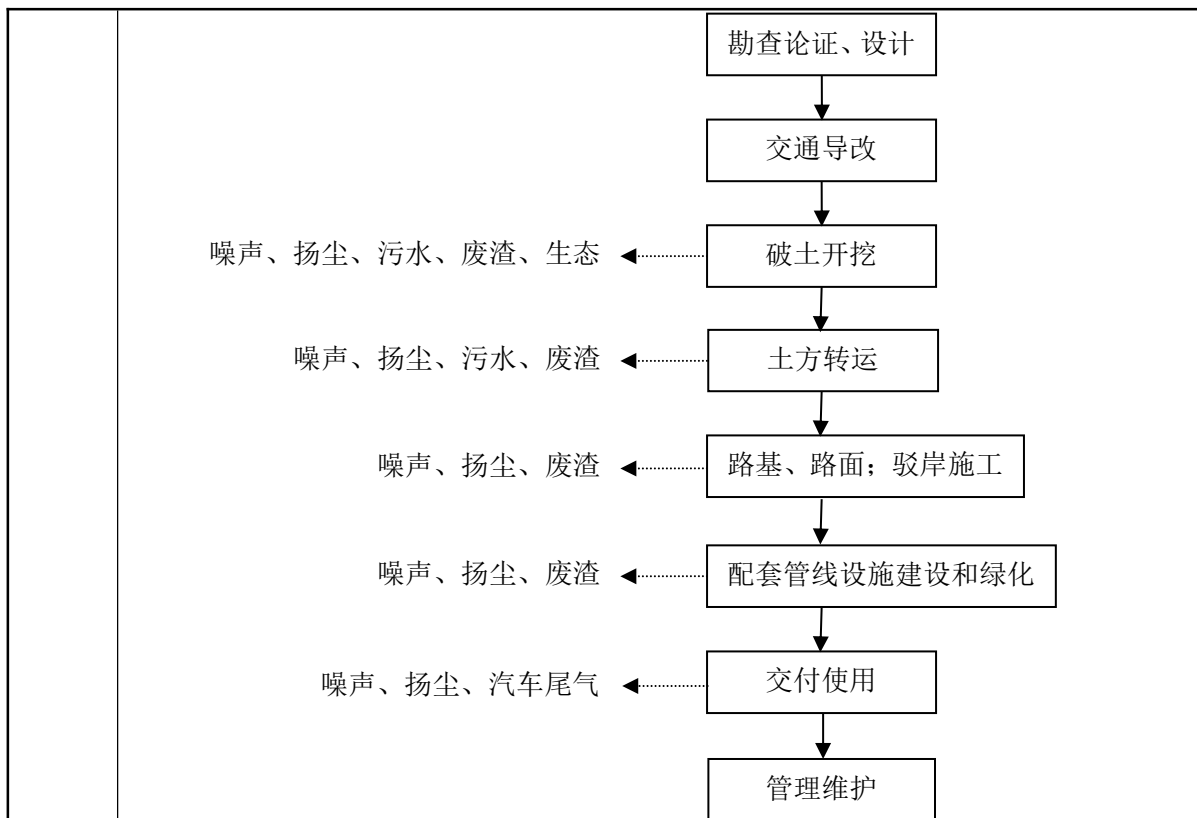 勘查论证、设计
交通导改
噪声、扬尘、污水、废渣、生态
破土开挖
噪声、扬尘、污水、废渣
土方转运
噪声、扬尘、废渣
路基、路面；驳岸施工
噪声、扬尘、废渣
配套管线设施建设和绿化
噪声、扬尘、汽车尾气
交付使用
管理维护